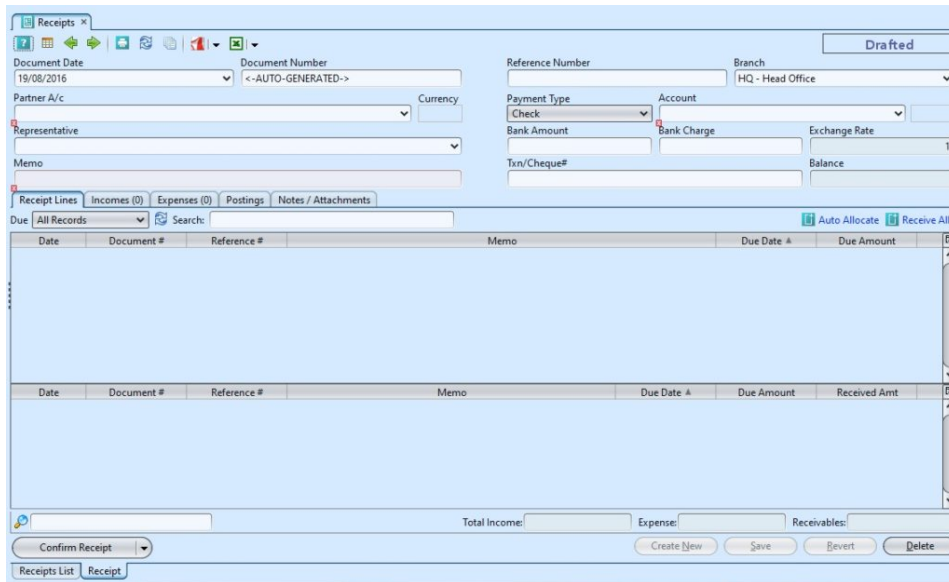 Receipts ×
Drafted
Document Date Document Number Reference Number Branch
19/08/2016 <-AUTO-GENERATED-> HQ - Head Office
Partner A/c Currency Payment Type Account
Check
Representative Bank Amount Bank Charge Exchange Rate
1
Memo Txn/Cheque# Balance
Receipt Lines Incomes (0) Expenses (0) Postings Notes / Attachments
Due All Records Search: Auto Allocate Receive All
Date Document # Reference # Memo Due Date Due Amount
Date Document # Reference # Memo Due Date Due Amount Received Amt
Total Income: Expense: Receivables:
Confirm Receipt Create New Save Revert Delete
Receipts List Receipt